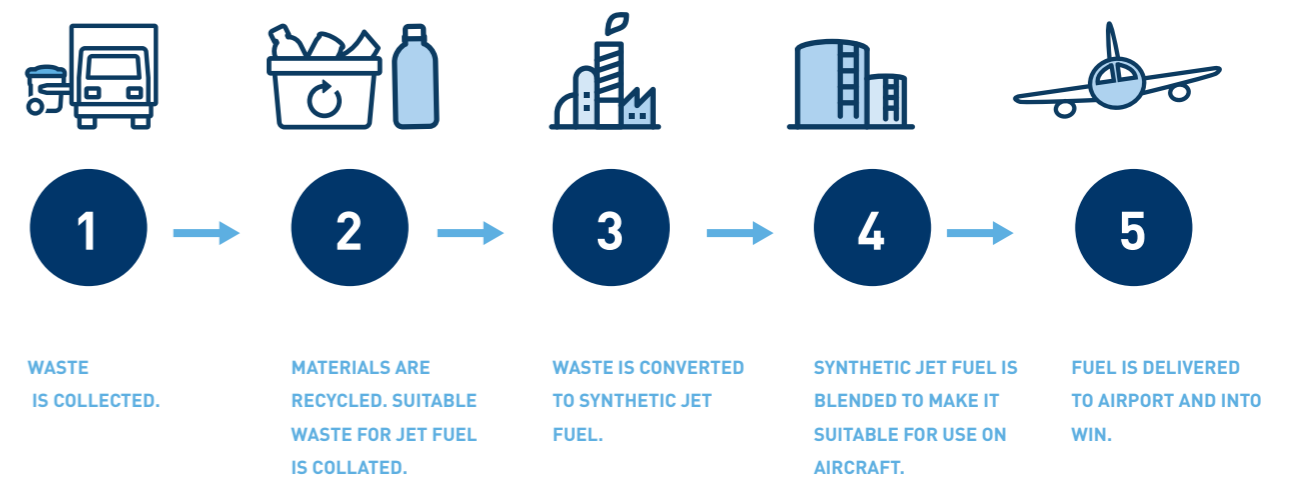 1
2
3
4
5
WASTE
IS COLLECTED.
MATERIALS ARE
RECYCLED. SUITABLE
WASTE FOR JET FUEL
IS COLLATED.
WASTE IS CONVERTED
TO SYNTHETIC JET
FUEL.
SYNTHETIC JET FUEL IS
BLENDED TO MAKE IT
SUITABLE FOR USE ON
AIRCRAFT.
FUEL IS DELIVERED
TO AIRPORT AND INTO
WIN.